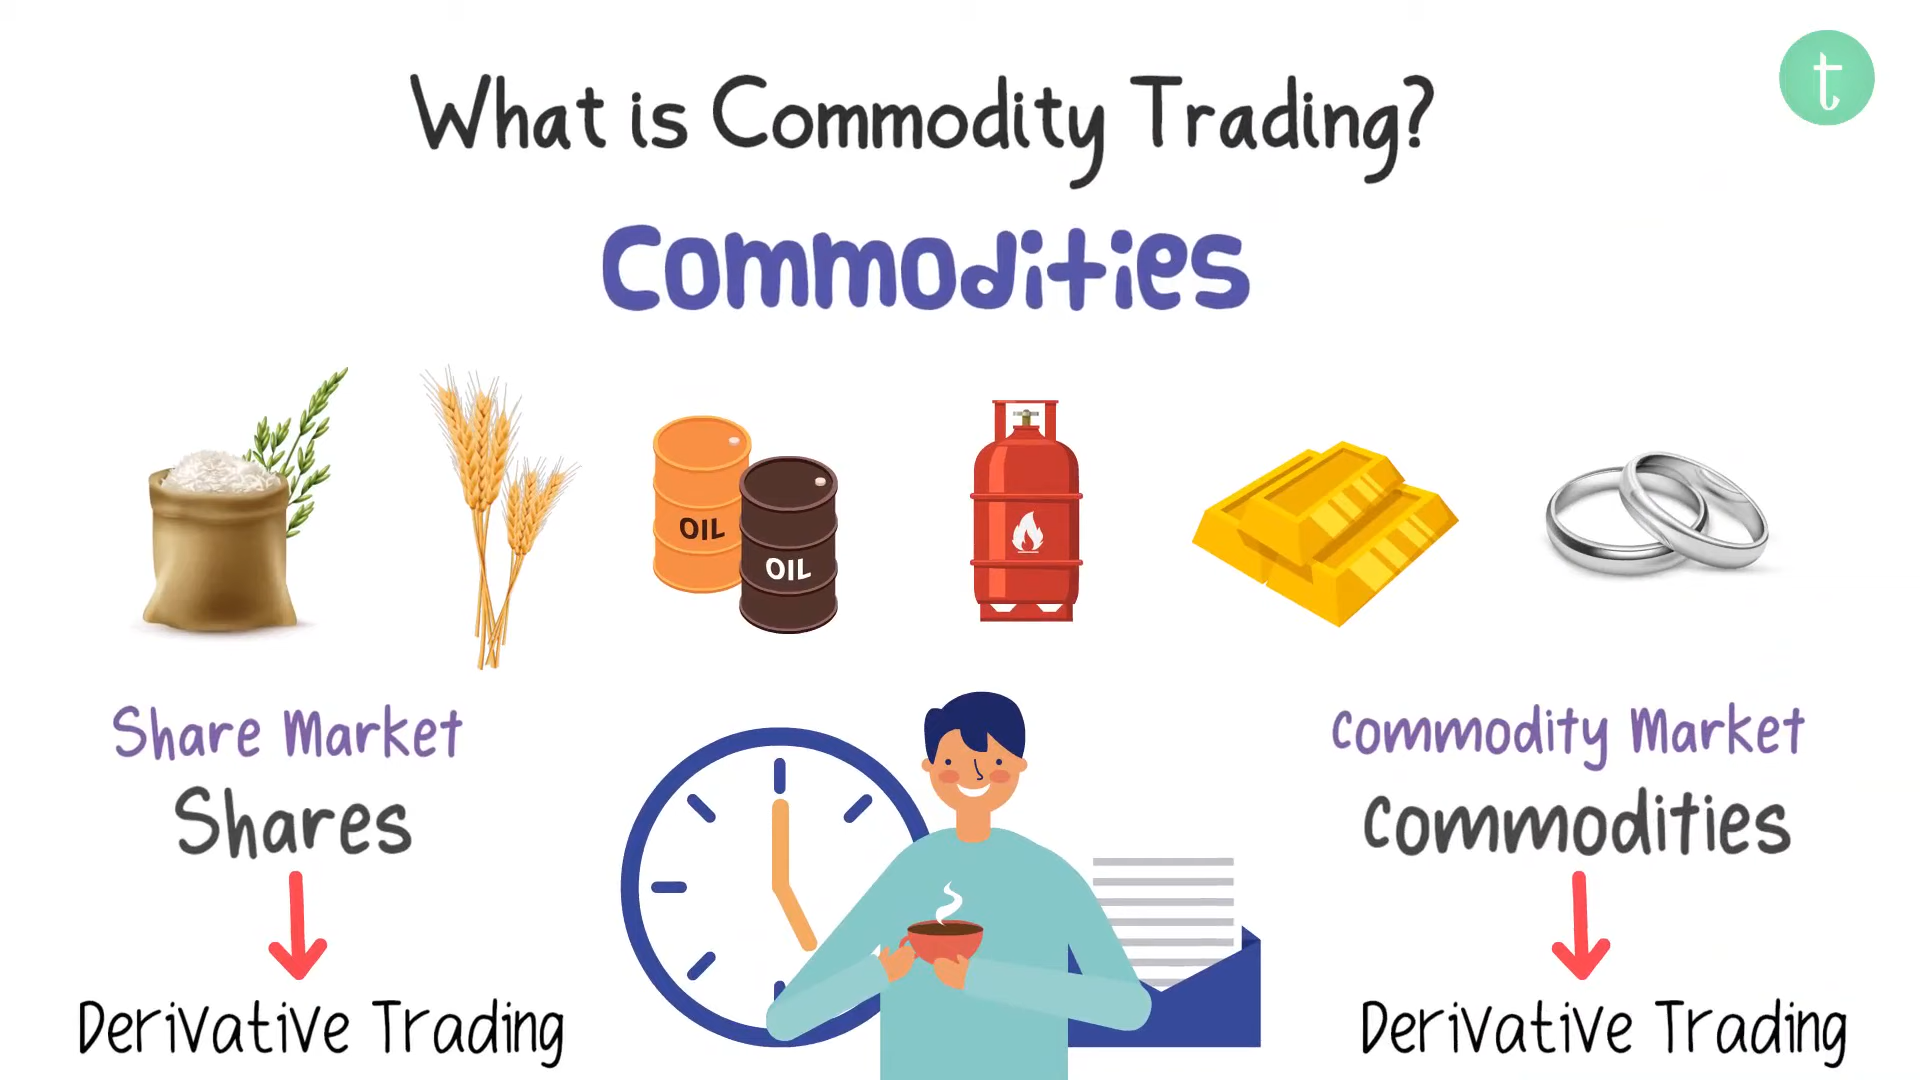 t
What is Commodity Trading?
Commodities
OIL
OIL
Share Market
Shares
Derivative Trading
Commodity Market
Commodities
Derivative Trading